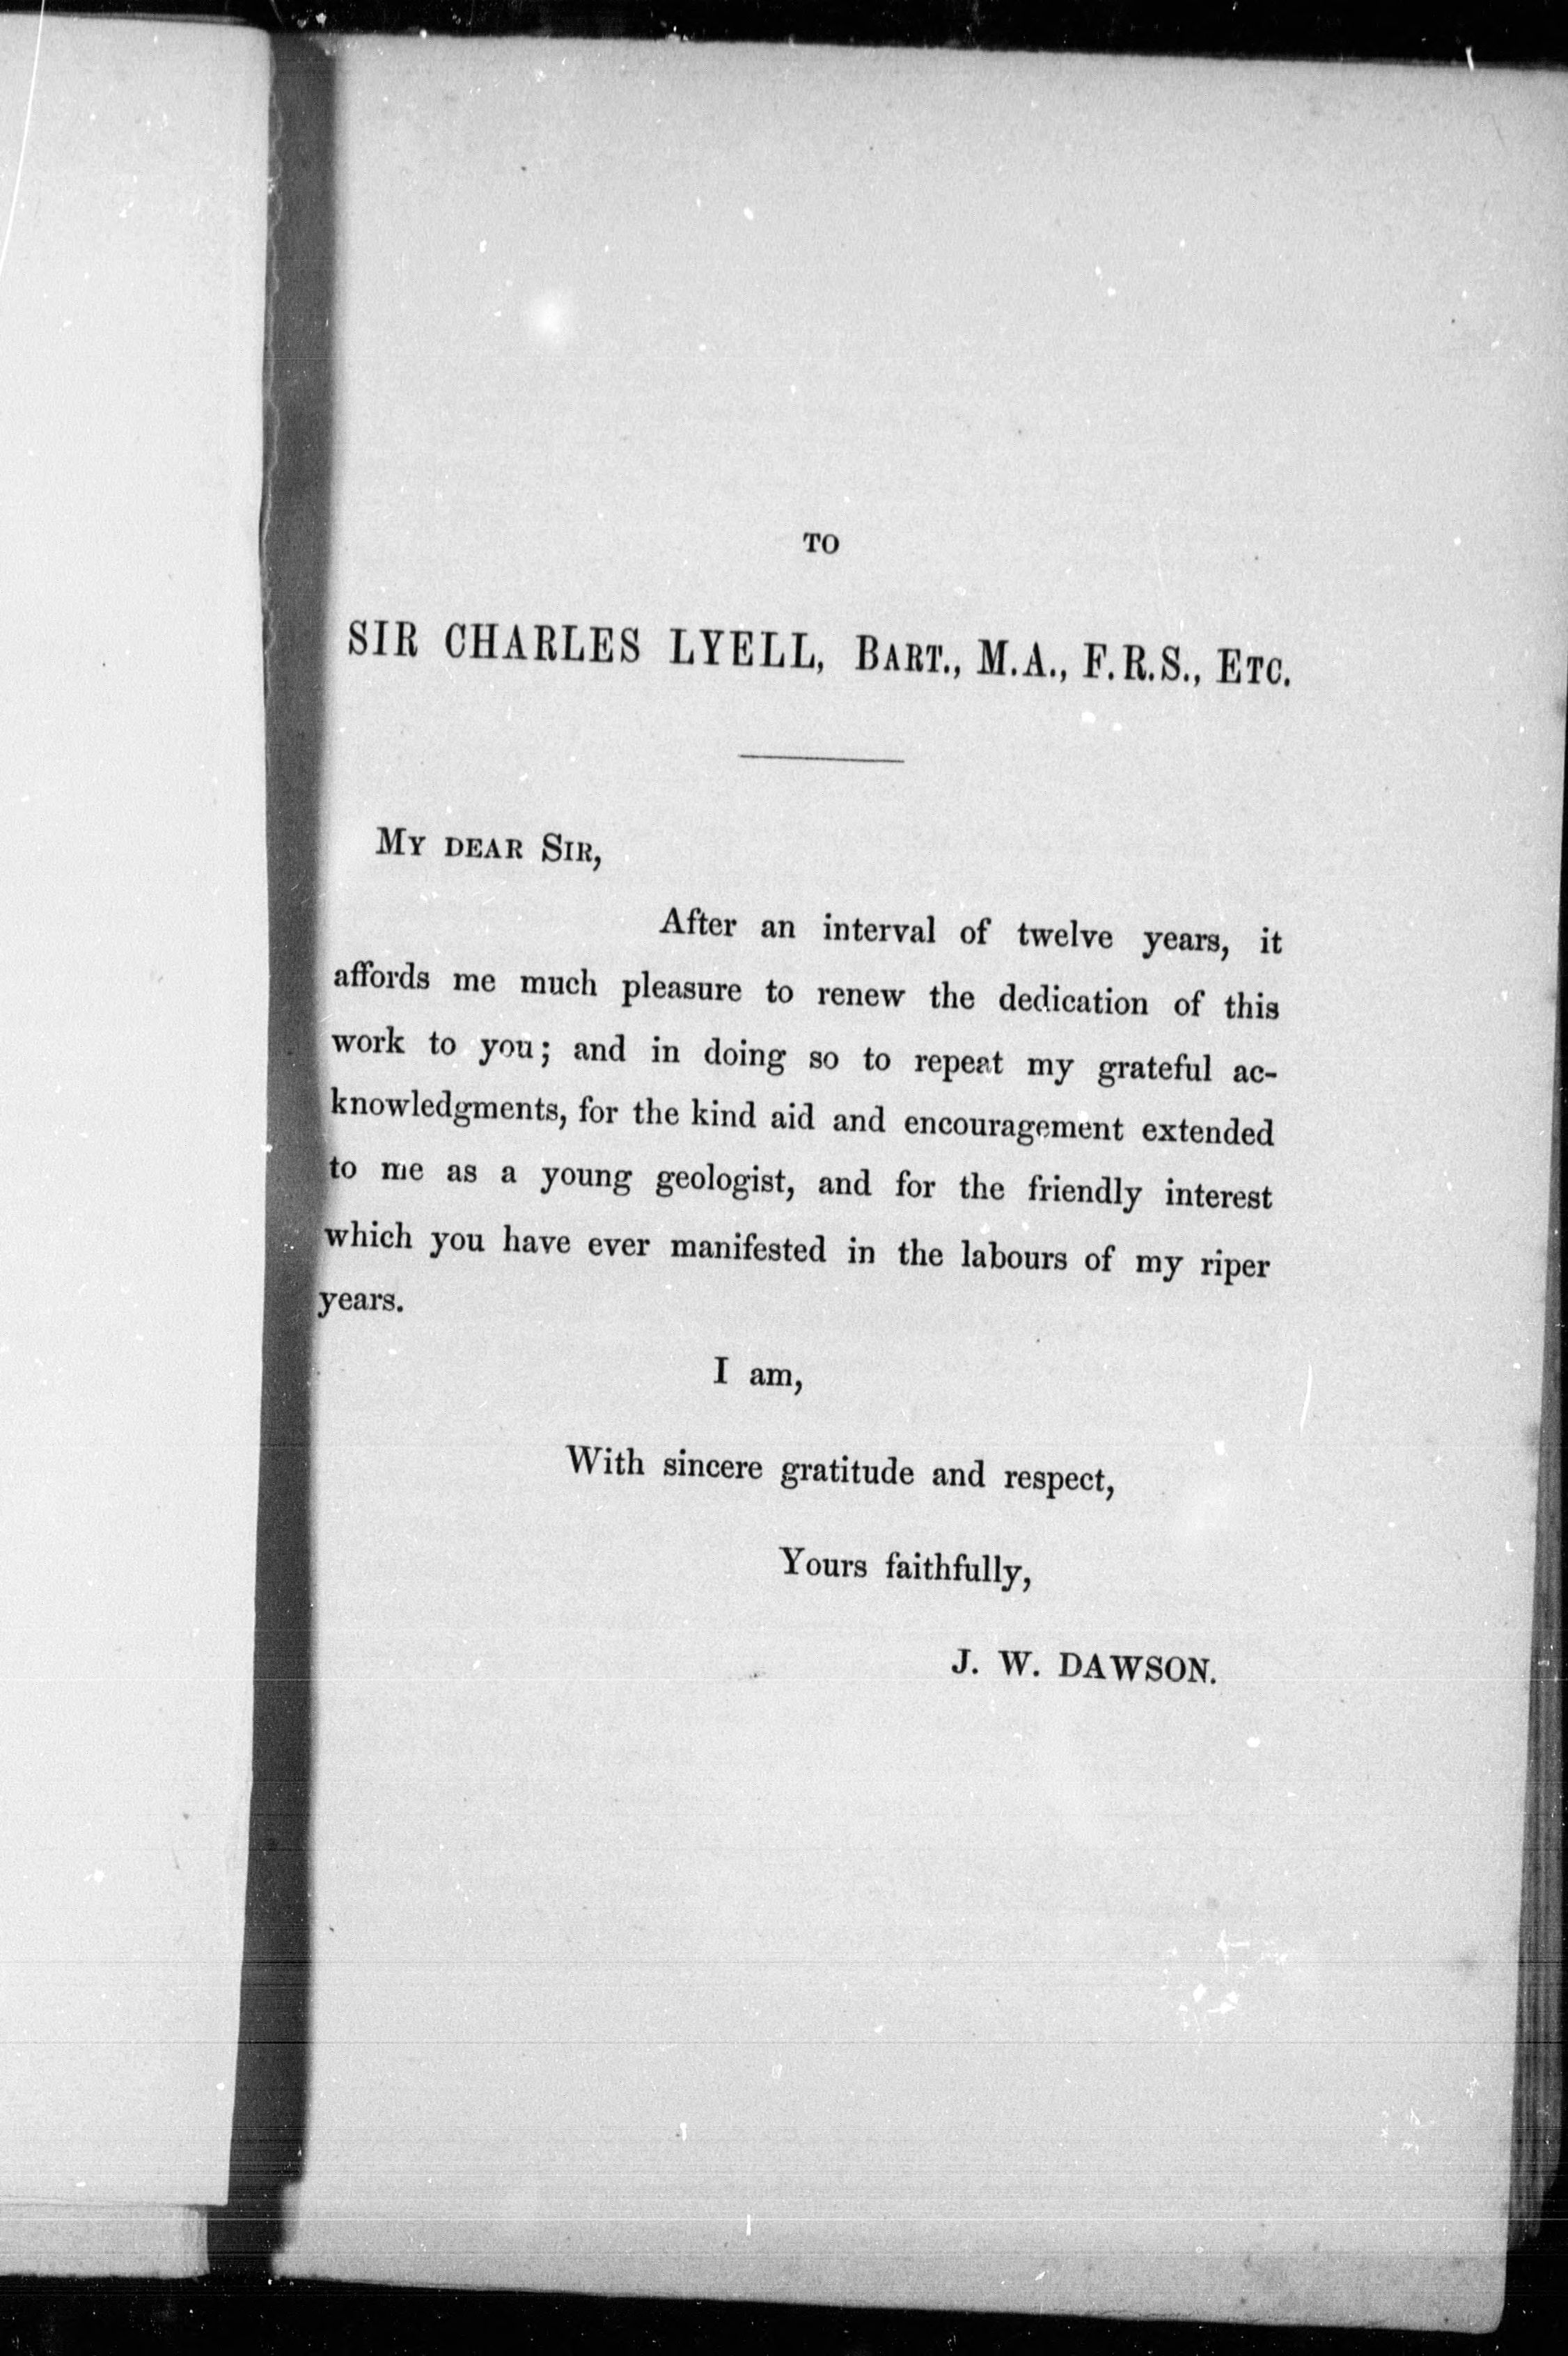 TO
SIR CHARLES LYELL, BART., M.A., F.R.S., ETC.
MY DEAR SIR,
After an interval of twelve years, it
affords me much pleasure to renew the dedication of this
work to you; and in doing so to repeat my grateful ac-
knowledgments, for the kind aid and encouragement extended
to me as a young geologist, and for the friendly interest
which you have ever manifested in the labours of my riper
years.
I am,
With sincere gratitude and respect,
Yours faithfully,
J. W. DAWSON.